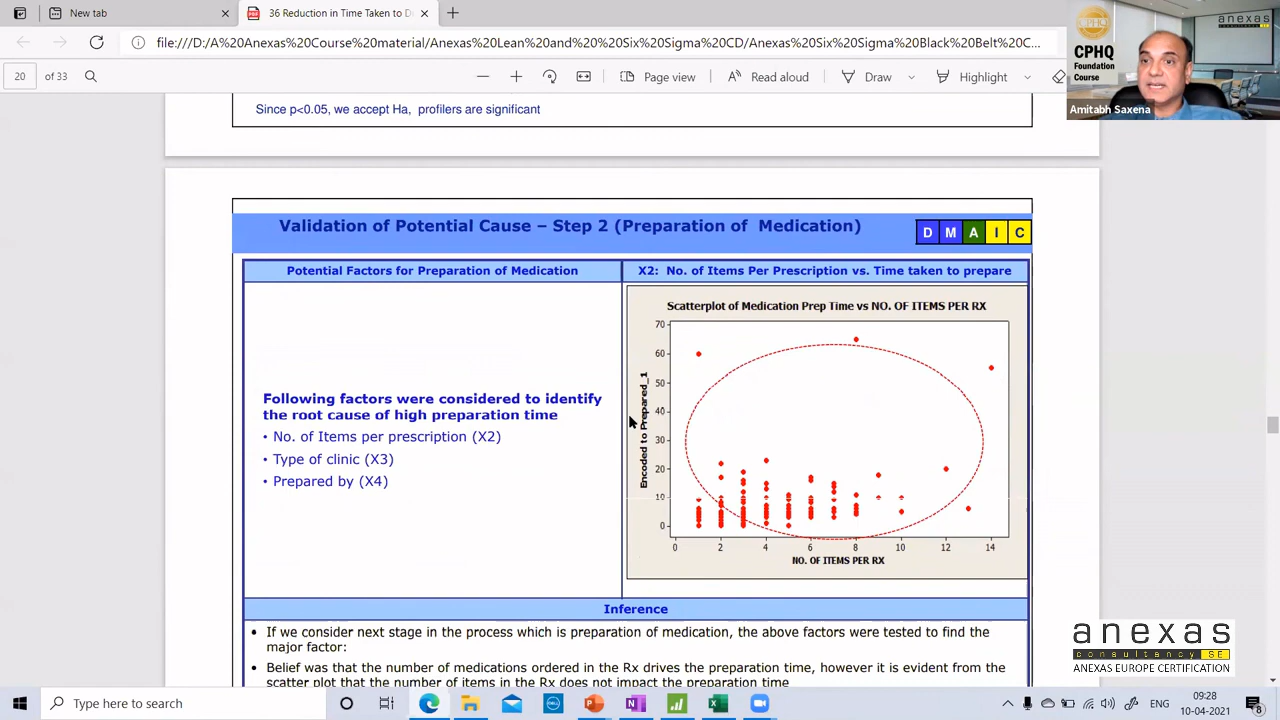 New tab
36 Reduction in Time Taken to D
file:///D:/A%20Anexas%20Course%20material/Anexas%20Lean%20and%20%20Six%20Sigma%20CD/Anexas%20Six%20Sigma%20Black%20Belt%20C...
20 of 33
Page view
Read aloud
Draw
Highlight
CPHQ
Foundation
Course
anexas
Amitabh Saxena
Since p<0.05, we accept Ha, profilers are significant
Validation of Potential Cause – Step 2 (Preparation of Medication)
D M A I C
Potential Factors for Preparation of Medication
X2: No. of Items Per Prescription vs. Time taken to prepare
Following factors were considered to identify
the root cause of high preparation time
• No. of Items per prescription (X2)
• Type of clinic (X3)
• Prepared by (X4)
Scatterplot of Medication Prep Time vs NO. OF ITEMS PER RX
Encoded to Prepared_1
70
60
50
40
30
20
10
0
0 2 4 6 8 10 12 14
NO. OF ITEMS PER RX
Inference
• If we consider next stage in the process which is preparation of medication, the above factors were tested to find the
major factor:
• Belief was that the number of medications ordered in the Rx drives the preparation time, however it is evident from the
scatter plot that the number of items in the Rx does not impact the preparation time
anexas
consultancy SE
ANEXAS EUROPE CERTIFICATION
Type here to search
ENG
09:28
10-04-2021
8